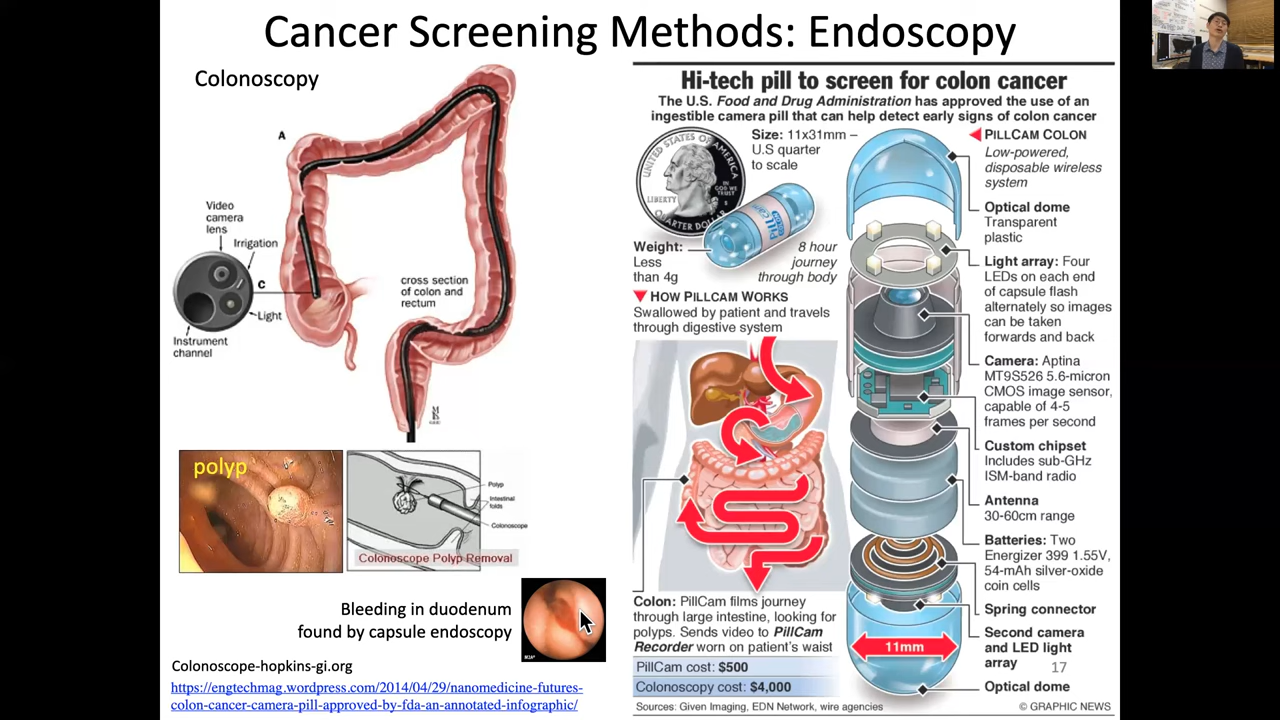 Cancer Screening Methods: Endoscopy
Colonoscopy
A
Video
camera
lens
Irrigation
C
Light
Instrument
channel
cross section
of colon and
rectum
polyp
Polyp
Intestinal
folds
Colonoscope
Colonoscope Polyp Removal
Bleeding in duodenum
found by capsule endoscopy
Colonoscope-hopkins-gi.org
https://engtechmag.wordpress.com/2014/04/29/nanomedicine-futures-
colon-cancer-camera-pill-approved-by-fda-an-annotated-infographic/
Hi-tech pill to screen for colon cancer
The U.S. Food and Drug Administration has approved the use of an
ingestible camera pill that can help detect early signs of colon cancer
UNITED STATES OF AMERICA
LIBERTY
IN
GOD WE
TRUST
QUARTER DOLLAR
Size: 11x31mm –
U.S quarter
to scale
PillCam
Weight:
Less
than 4g
8 hour
journey
through body
HOW PILLCAM WORKS
Swallowed by patient and travels
through digestive system
Colon: PillCam films journey
through large intestine, looking for
polyps. Sends video to PillCam
Recorder worn on patient's waist
PillCam cost: $500
Colonoscopy cost: $4,000
PILLCAM COLON
Low-powered,
disposable wireless
system
Optical dome
Transparent
plastic
Light array: Four
LEDs on each end
of capsule flash
alternately so images
can be taken
forwards and back
Camera: Aptina
MT9S526 5.6-micron
CMOS image sensor,
capable of 4-5
frames per second
Custom chipset
Includes sub-GHz
ISM-band radio
Antenna
30-60cm range
Batteries: Two
Energizer 399 1.55V,
54-mAh silver-oxide
coin cells
Spring connector
Second camera
and LED light
array
17
11mm
Optical dome
Sources: Given Imaging, EDN Network, wire agencies
© GRAPHIC NEWS